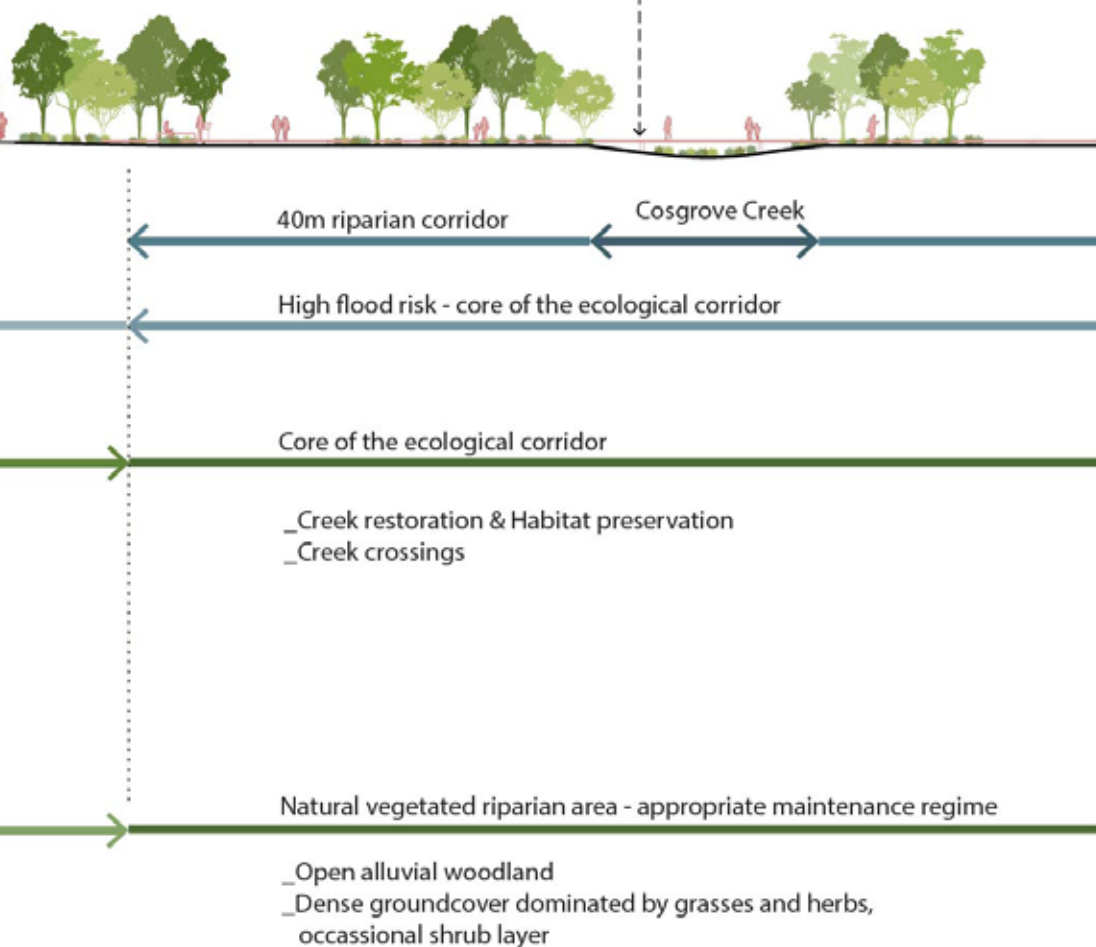 40m riparian corridor
Cosgrove Creek
High flood risk - core of the ecological corridor
Core of the ecological corridor
_Creek restoration & Habitat preservation
_Creek crossings
Natural vegetated riparian area - appropriate maintenance regime
_Open alluvial woodland
_Dense groundcover dominated by grasses and herbs,
occassional shrub layer